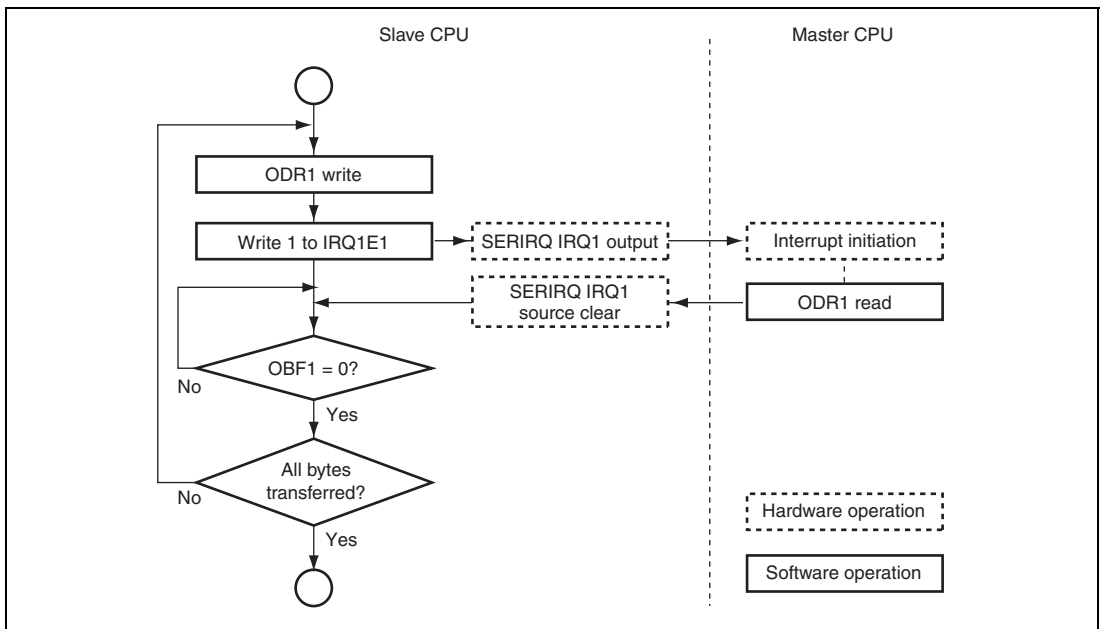 Slave CPU
Master CPU
ODR1 write
Write 1 to IRQ1E1
SERIRQ IRQ1 output
Interrupt initiation
SERIRQ IRQ1
source clear
ODR1 read
OBF1 = 0?
No
Yes
All bytes
transferred?
No
Yes
Hardware operation
Software operation